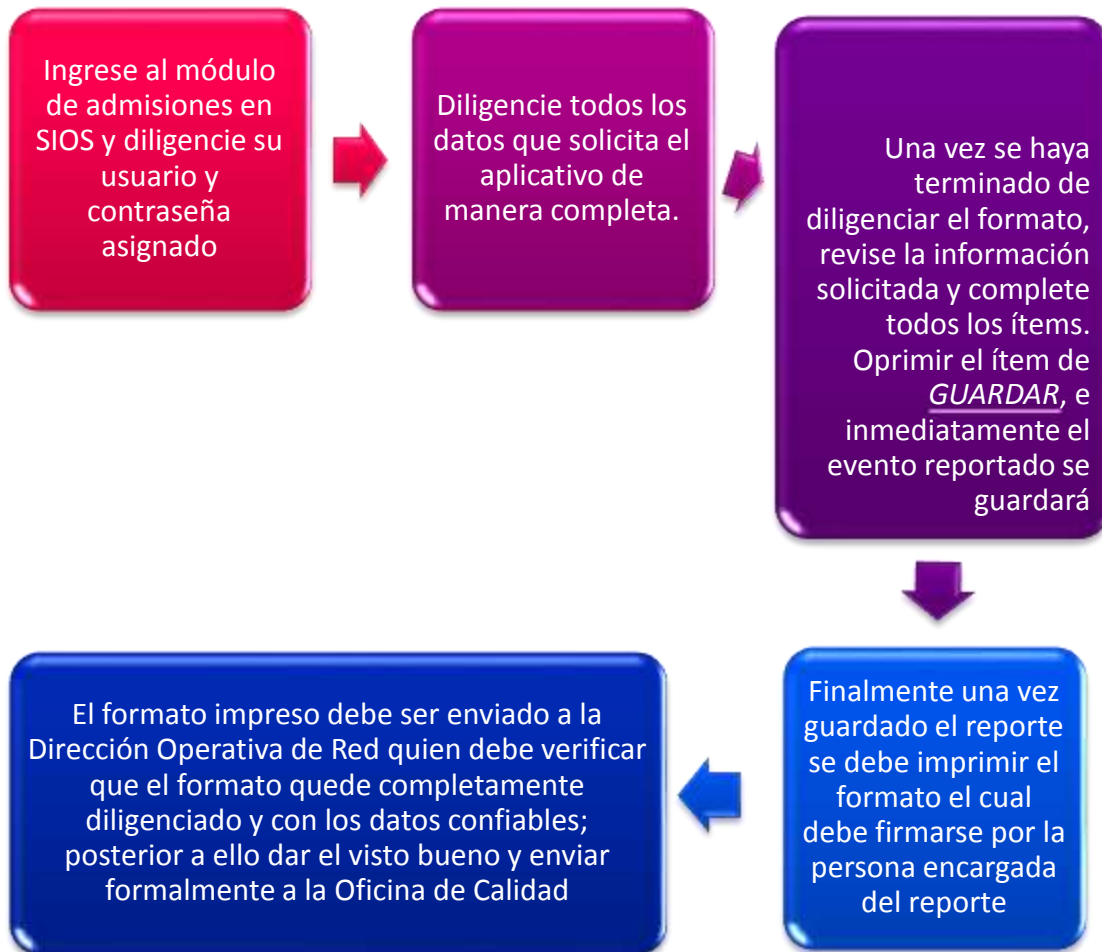 Ingrese al módulo
de admisiones en
SIOS y diligencie su
usuario y
contraseña
asignado
Diligencie todos los
datos que solicita el
aplicativo de
manera completa.
Una vez se haya
terminado de
diligenciar el formato,
revise la información
solicitada y complete
todos los ítems.
Oprimir el ítem de
GUARDAR, e
inmediatamente el
evento reportado se
guardará
Finalmente una vez
guardado el reporte
se debe imprimir el
formato el cual
debe firmarse por la
persona encargada
del reporte
El formato impreso debe ser enviado a la
Dirección Operativa de Red quien debe verificar
que el formato quede completamente
diligenciado y con los datos confiables;
posterior a ello dar el visto bueno y enviar
formalmente a la Oficina de Calidad